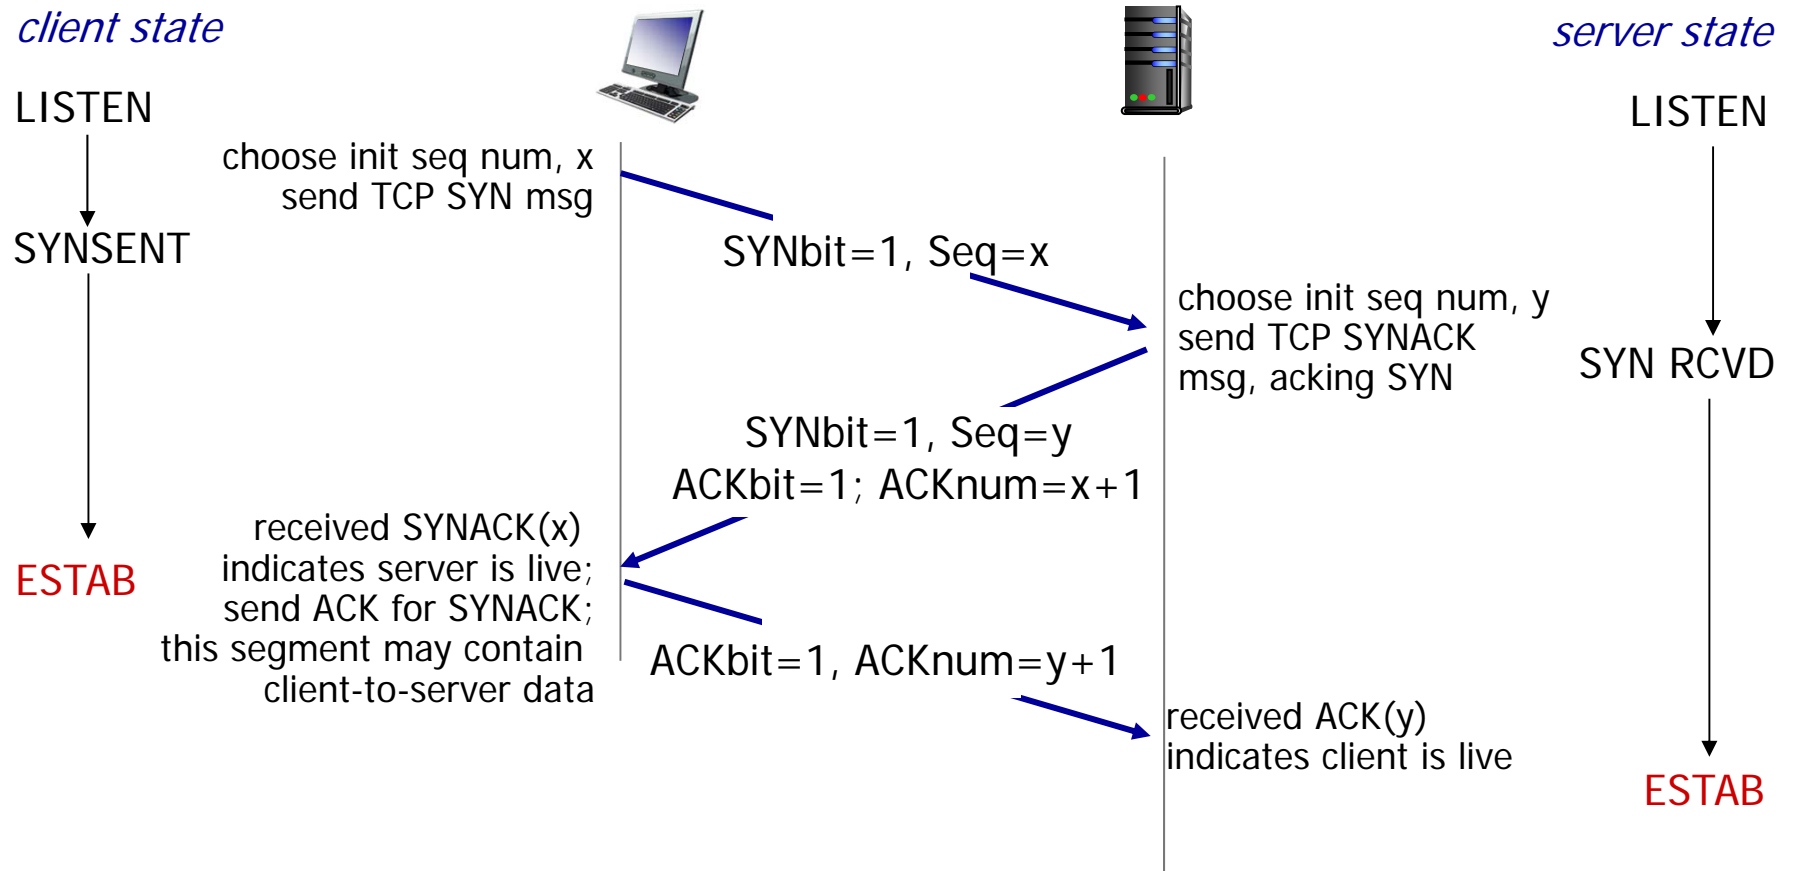 client state
server state
LISTEN
LISTEN
choose init seq num, x
send TCP SYN msg
SYNSENT
SYNbit=1, Seq=x
choose init seq num, y
send TCP SYNACK
msg, acking SYN
SYN RCVD
SYNbit=1, Seq=y
ACKbit=1; ACKnum=x+1
received SYNACK(x)
indicates server is live;
send ACK for SYNACK;
this segment may contain
client-to-server data
ESTAB
ACKbit=1, ACKnum=y+1
received ACK(y)
indicates client is live
ESTAB